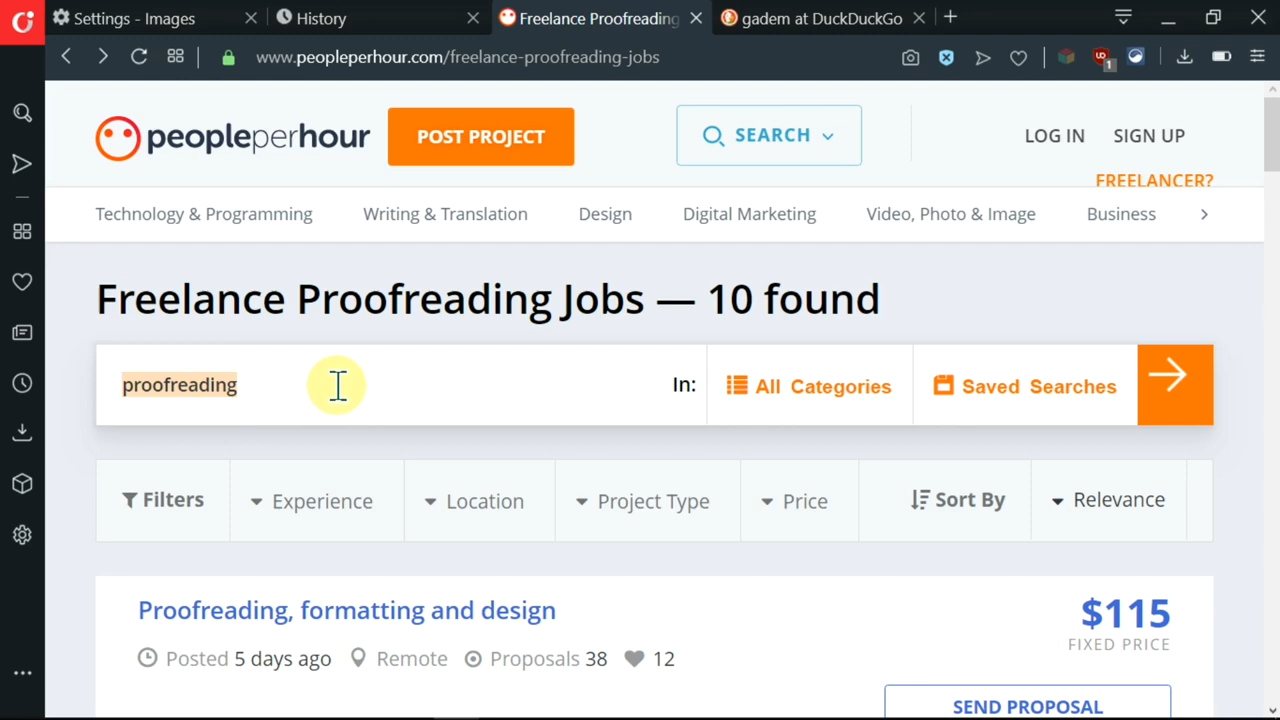 Settings - Images
History
Freelance Proofreading
gadem at DuckDuckGo
www.peopleperhour.com/freelance-proofreading-jobs
1
peopleperhour
POST PROJECT
SEARCH
LOG IN
SIGN UP
FREELANCER?
Technology & Programming
Writing & Translation
Design
Digital Marketing
Video, Photo & Image
Business
Freelance Proofreading Jobs — 10 found
proofreading
In:
All Categories
Saved Searches
Filters
Experience
Location
Project Type
Price
Sort By
Relevance
Proofreading, formatting and design
$115
FIXED PRICE
Posted 5 days ago
Remote
Proposals 38
12
SEND PROPOSAL